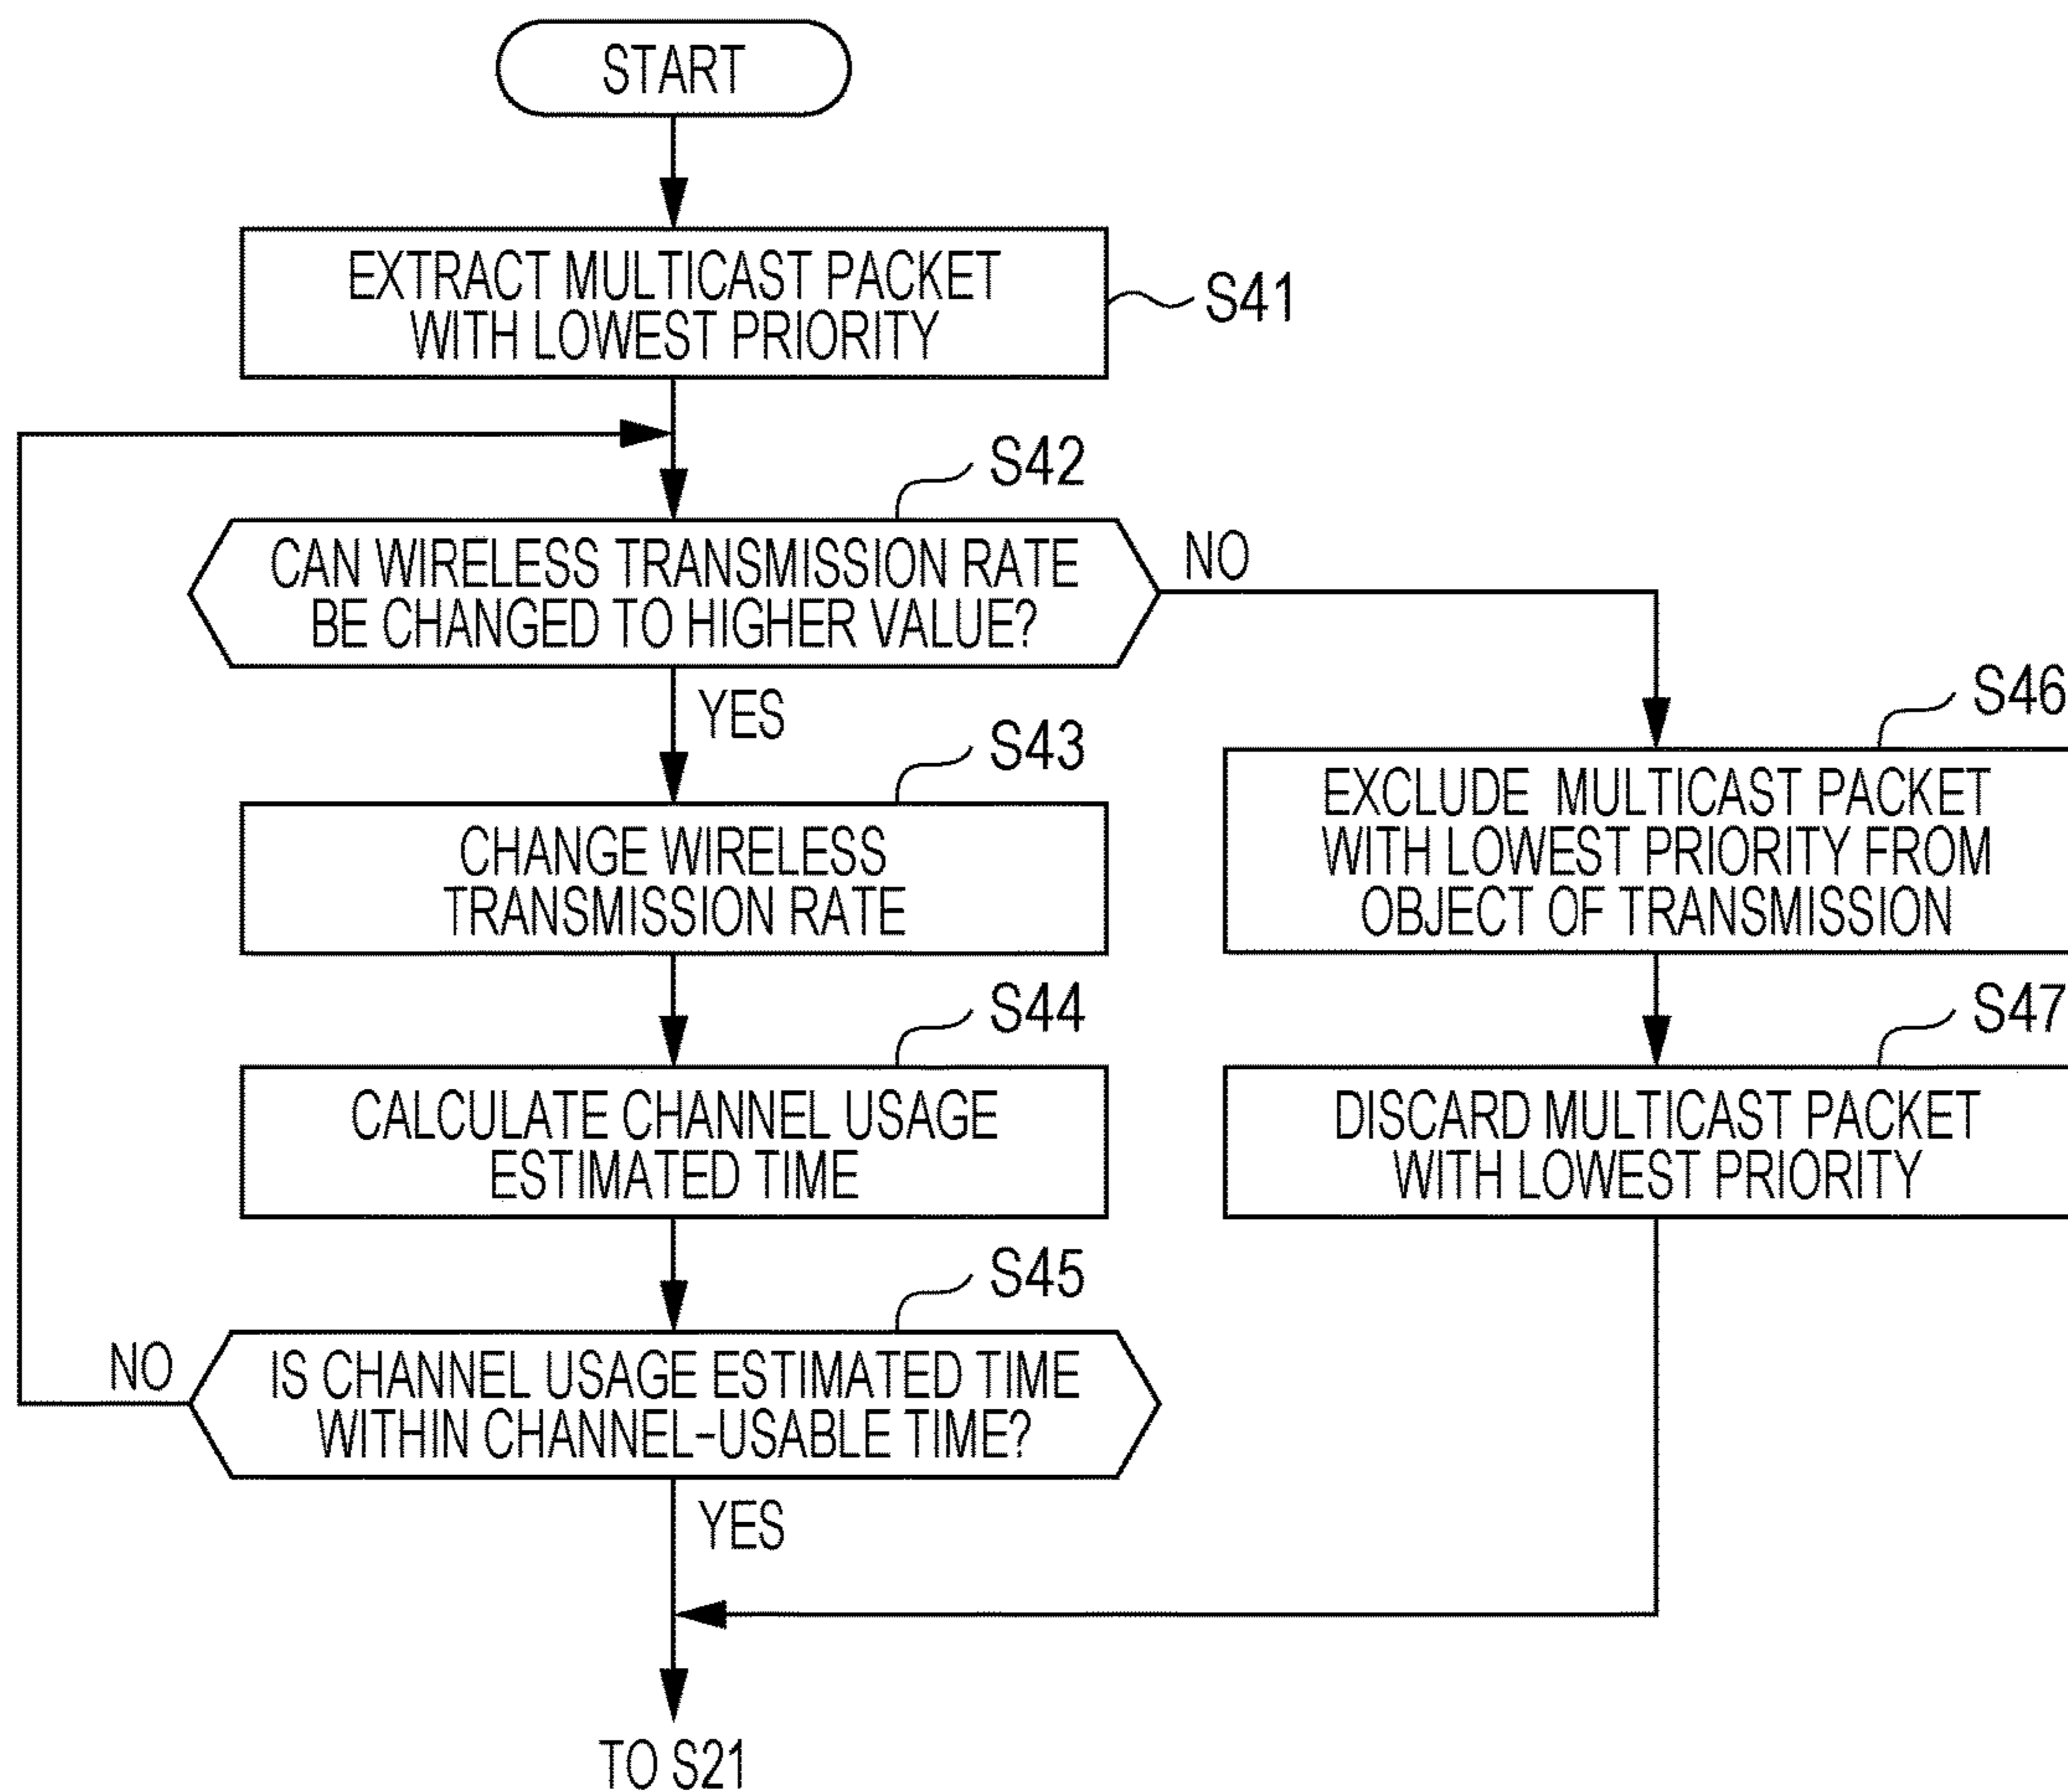 START
EXTRACT MULTICAST PACKET
WITH LOWEST PRIORITY
S41
S42
CAN WIRELESS TRANSMISSION RATE
BE CHANGED TO HIGHER VALUE?
NO
YES
S43
CHANGE WIRELESS
TRANSMISSION RATE
S44
CALCULATE CHANNEL USAGE
ESTIMATED TIME
S45
IS CHANNEL USAGE ESTIMATED TIME
WITHIN CHANNEL-USABLE TIME?
NO
YES
S46
EXCLUDE MULTICAST PACKET
WITH LOWEST PRIORITY FROM
OBJECT OF TRANSMISSION
S47
DISCARD MULTICAST PACKET
WITH LOWEST PRIORITY
TO S21